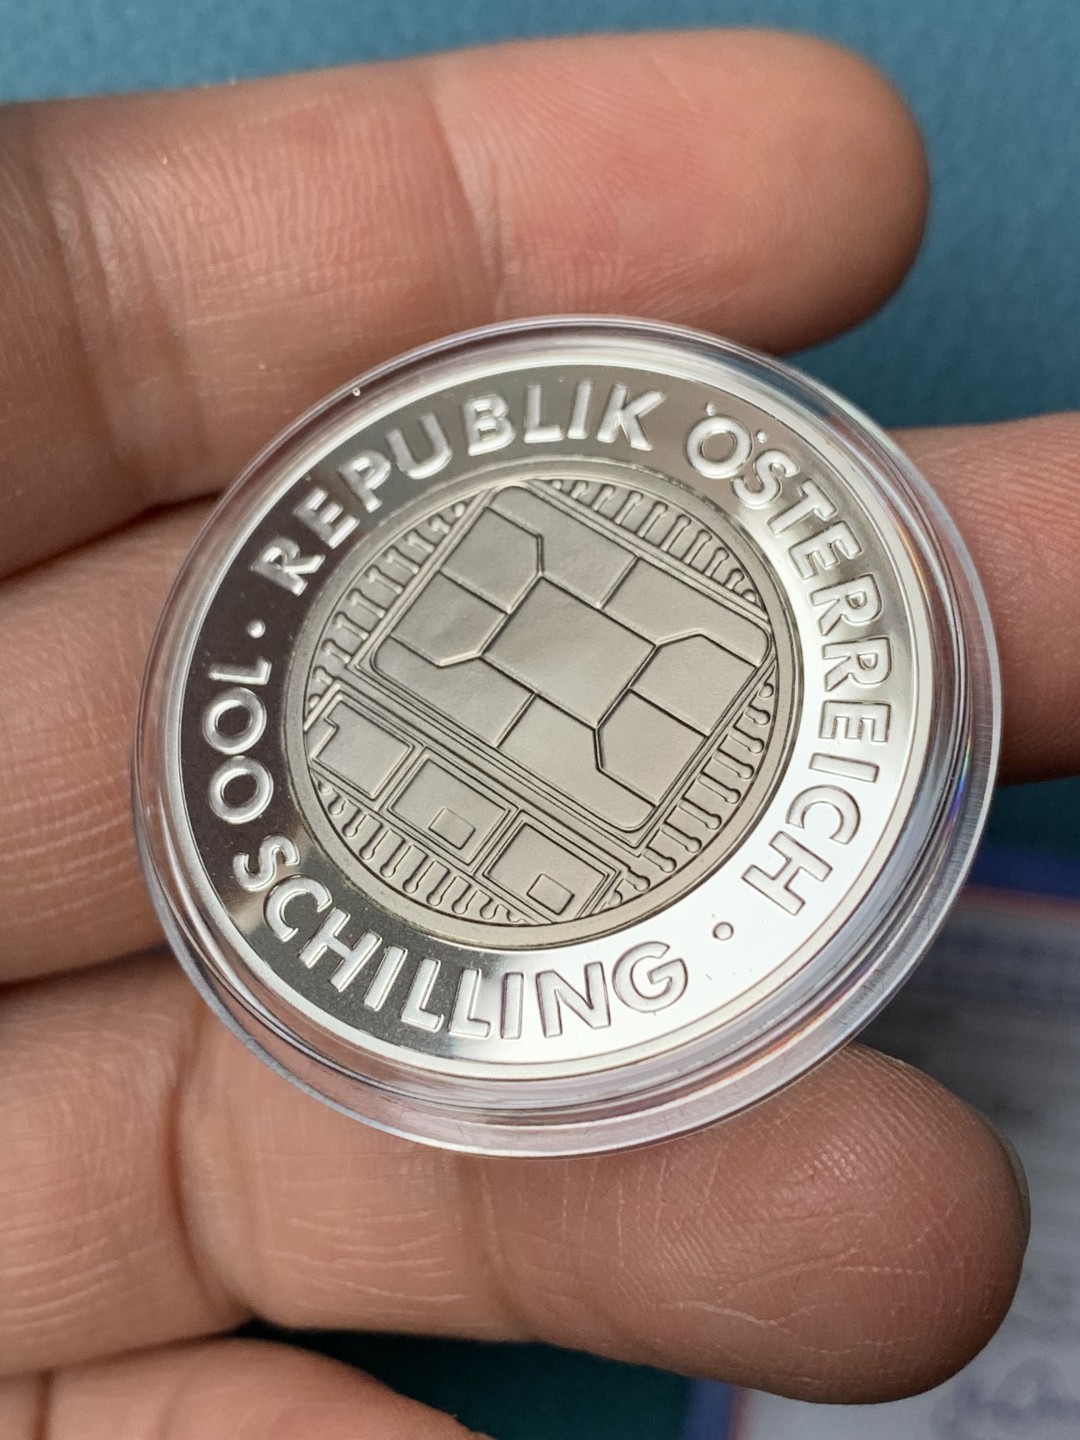 · REPUBLIK ÖSTERREICH ·
100 SCHILLING